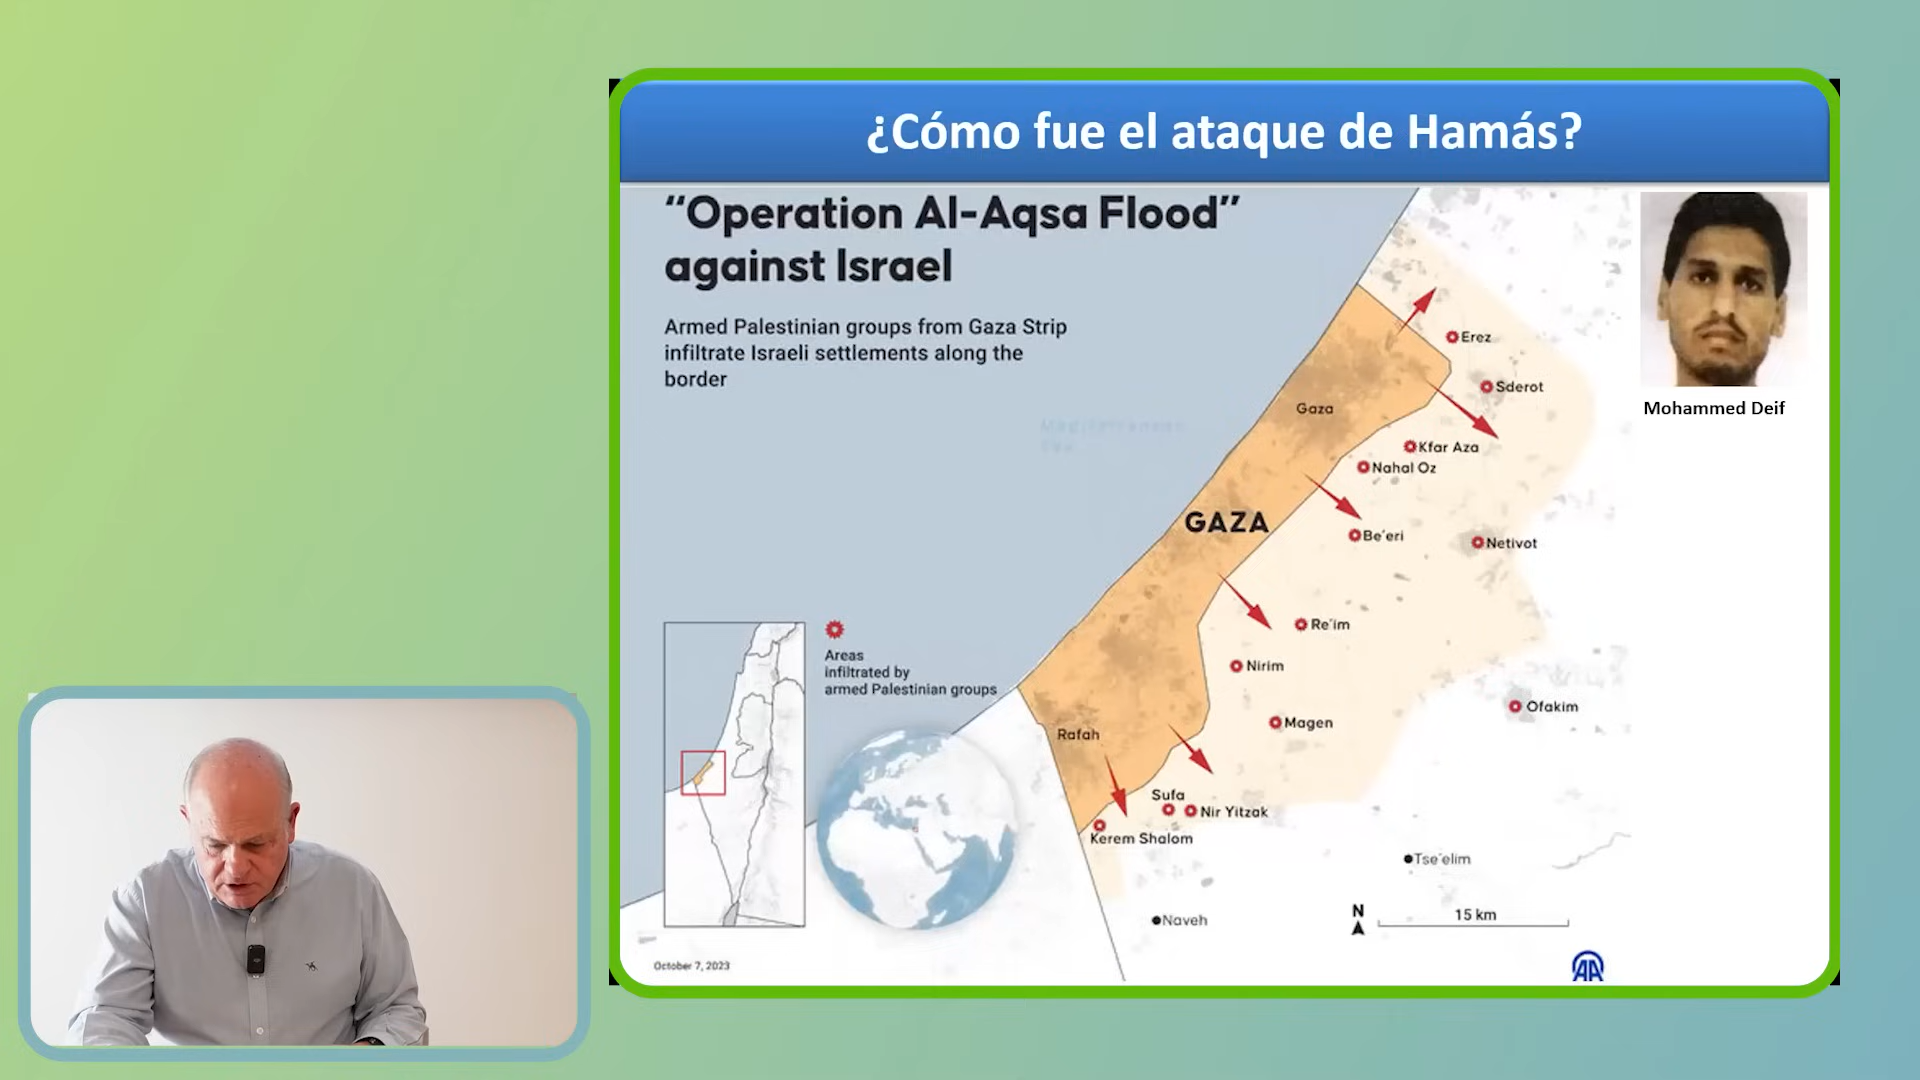 ¿Cómo fue el ataque de Hamás?
“Operation Al-Aqsa Flood”
against Israel
Armed Palestinian groups from Gaza Strip
infiltrate Israeli settlements along the
border
Mohammed Deif
Erez
Sderot
Gaza
Kfar Aza
Nahal Oz
GAZA
Be'eri
Netivot
Re'im
Nirim
Ofakim
Magen
Rafah
Areas
infiltrated by
armed Palestinian groups
Sufa
Nir Yitzak
Kerem Shalom
Tse'elim
Naveh
N
15 km
October 7, 2023
AA